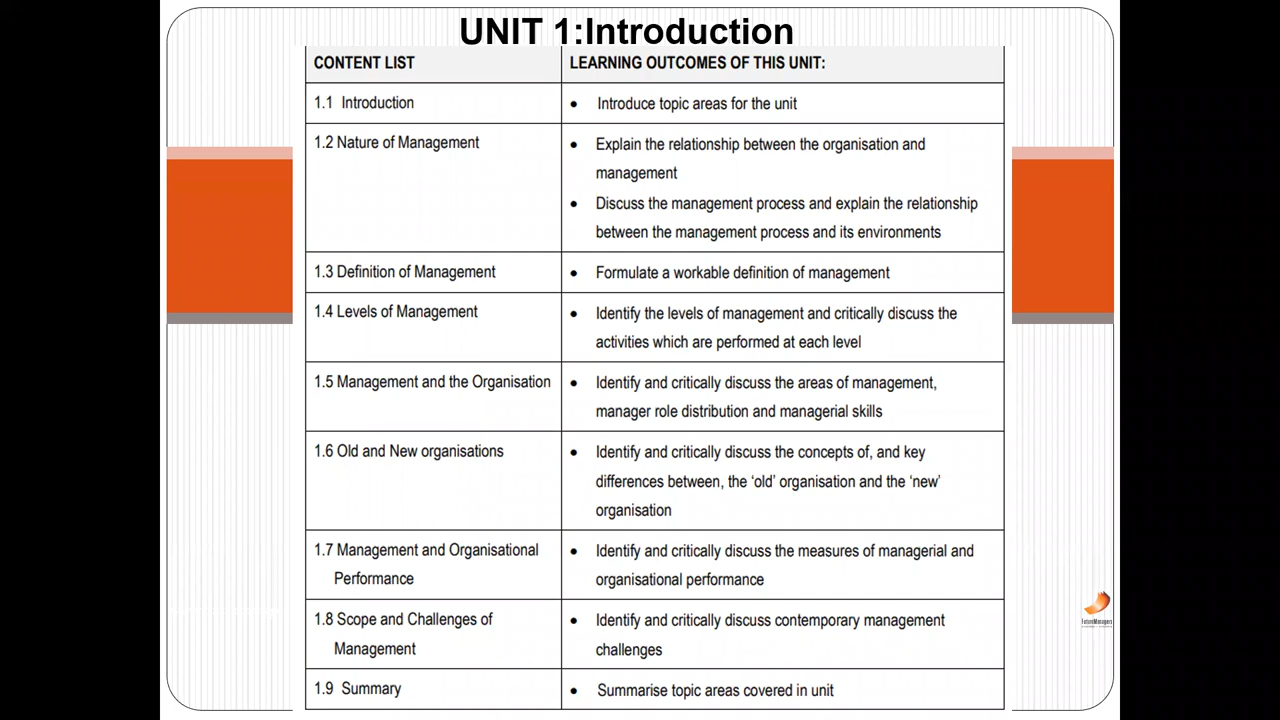 UNIT 1:Introduction
CONTENT LIST
LEARNING OUTCOMES OF THIS UNIT:
1.1 Introduction
• Introduce topic areas for the unit
1.2 Nature of Management
• Explain the relationship between the organisation and
management
• Discuss the management process and explain the relationship
between the management process and its environments
1.3 Definition of Management
• Formulate a workable definition of management
1.4 Levels of Management
• Identify the levels of management and critically discuss the
activities which are performed at each level
1.5 Management and the Organisation
• Identify and critically discuss the areas of management,
manager role distribution and managerial skills
1.6 Old and New organisations
• Identify and critically discuss the concepts of, and key
differences between, the ‘old’ organisation and the ‘new’
organisation
1.7 Management and Organisational
Performance
• Identify and critically discuss the measures of managerial and
organisational performance
1.8 Scope and Challenges of
Management
• Identify and critically discuss contemporary management
challenges
1.9 Summary
• Summarise topic areas covered in unit
FutureManagers